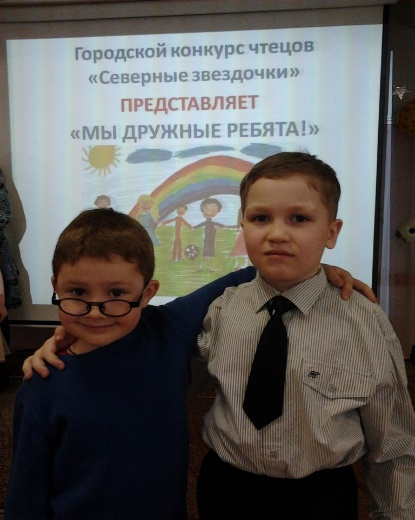 Городской конкурс чтецов
«Северные звездочки»
ПРЕДСТАВЛЯЕТ
«МЫ ДРУЖНЫЕ РЕБЯТА!»